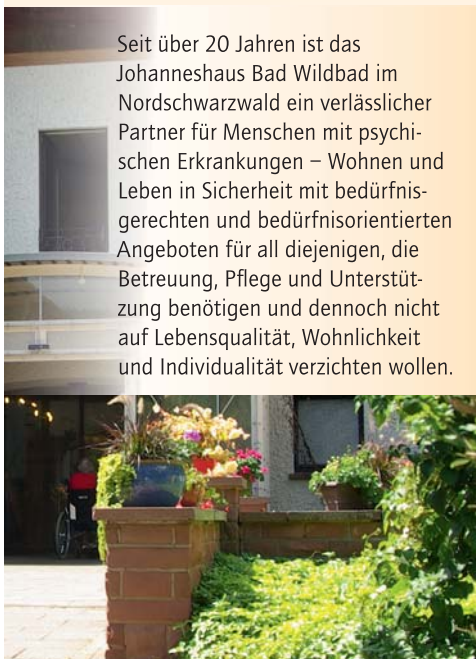 Seit über 20 Jahren ist das
Johanneshaus Bad Wildbad im
Nordschwarzwald ein verlässlicher
Partner für Menschen mit psychi-
schen Erkrankungen – Wohnen und
Leben in Sicherheit mit bedürfnis-
gerechten und bedürfnisorientierten
Angeboten für all diejenigen, die
Betreuung, Pflege und Unterstüt-
zung benötigen und dennoch nicht
auf Lebensqualität, Wohnlichkeit
und Individualität verzichten wollen.